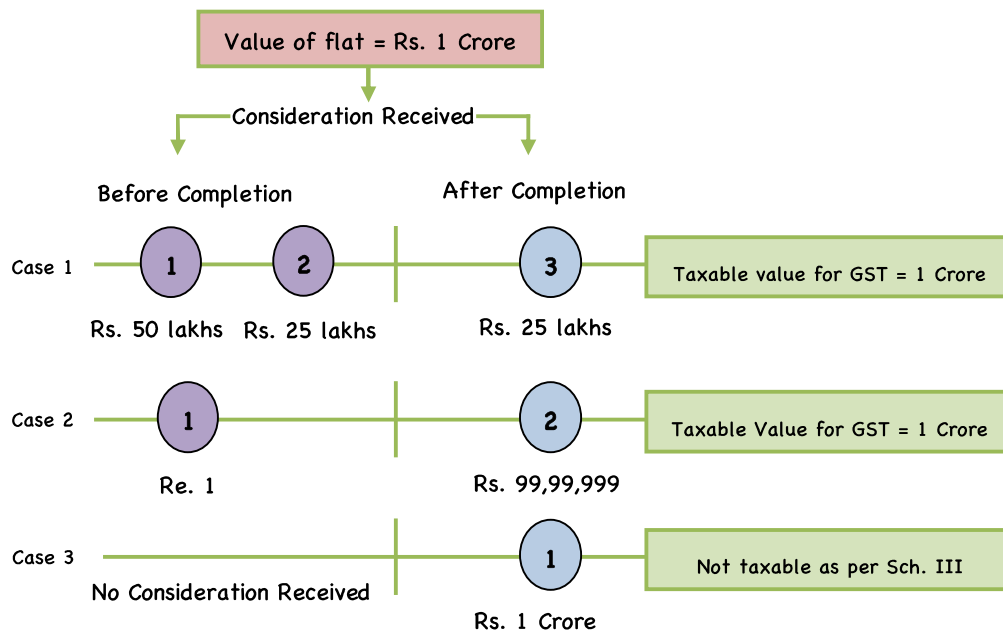 Value of flat = Rs. 1 Crore
Consideration Received
Before Completion
After Completion
Case 1
1
2
3
Taxable value for GST = 1 Crore
Rs. 50 lakhs
Rs. 25 lakhs
Rs. 25 lakhs
Case 2
1
2
Taxable Value for GST = 1 Crore
Re. 1
Rs. 99,99,999
Case 3
1
Not taxable as per Sch. III
No Consideration Received
Rs. 1 Crore